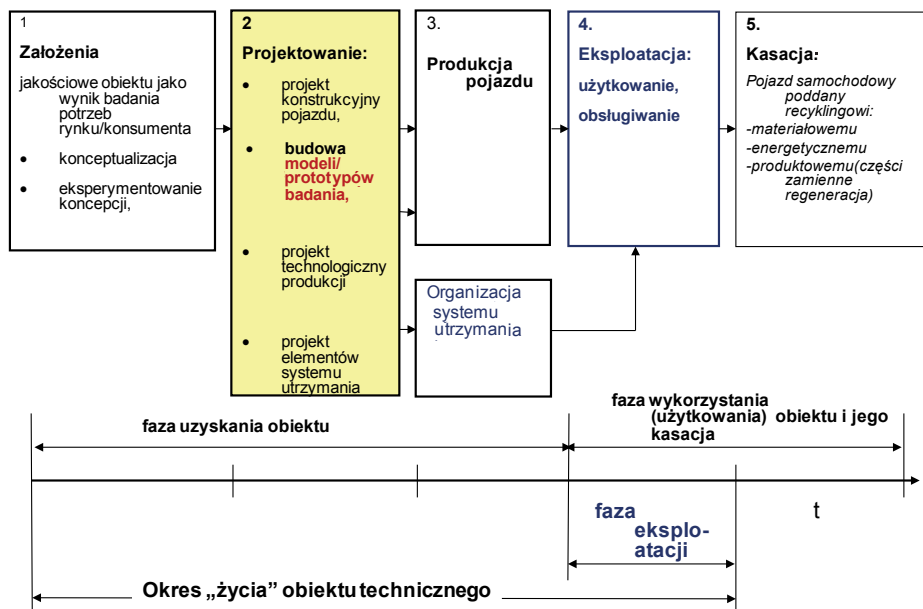 1
Założenia
jakościowe obiektu jako
wynik badania
potrzeb
rynku/konsumenta
• konceptualizacja
• eksperymentowanie
koncepcji,
2
Projektowanie:
• projekt
konstrukcyjny
pojazdu,
• budowa
modeli/
prototypów
badania,
• projekt
technologiczny
produkcji
• projekt
elementów
systemu
utrzymania
3.
Produkcja
pojazdu
Organizacja
systemu
utrzymania
4.
Eksploatacja:
użytkowanie,
obsługiwanie
5.
Kasacja:
Pojazd samochodowy
poddany
recyklingowi:
-materiałowemu
-energetycznemu
-produktowemu(części
zamienne
regeneracja)
faza uzyskania obiektu
faza wykorzystania
(użytkowania) obiektu i jego
kasacja
faza
eksplo-
atacji
t
Okres „życia” obiektu technicznego